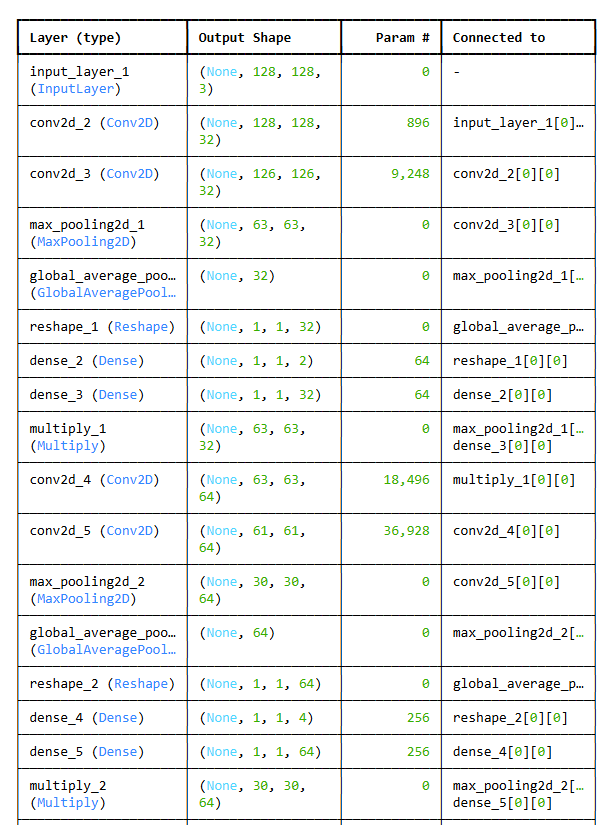 Layer (type) Output Shape Param # Connected to
input_layer_1 (None, 128, 128, 0 -
(InputLayer) 3)
conv2d_2 (Conv2D) (None, 128, 128, 896 input_layer_1[0]…
32)
conv2d_3 (Conv2D) (None, 126, 126, 9,248 conv2d_2[0][0]
32)
max_pooling2d_1 (None, 63, 63, 0 conv2d_3[0][0]
(MaxPooling2D) 32)
global_average_poo… (None, 32) 0 max_pooling2d_1[…
(GlobalAveragePool…
reshape_1 (Reshape) (None, 1, 1, 32) 0 global_average_p…
dense_2 (Dense) (None, 1, 1, 2) 64 reshape_1[0][0]
dense_3 (Dense) (None, 1, 1, 32) 64 dense_2[0][0]
multiply_1 (None, 63, 63, 0 max_pooling2d_1[…
(Multiply) 32) dense_3[0][0]
conv2d_4 (Conv2D) (None, 63, 63, 18,496 multiply_1[0][0]
64)
conv2d_5 (Conv2D) (None, 61, 61, 36,928 conv2d_4[0][0]
64)
max_pooling2d_2 (None, 30, 30, 0 conv2d_5[0][0]
(MaxPooling2D) 64)
global_average_poo… (None, 64) 0 max_pooling2d_2[…
(GlobalAveragePool…
reshape_2 (Reshape) (None, 1, 1, 64) 0 global_average_p…
dense_4 (Dense) (None, 1, 1, 4) 256 reshape_2[0][0]
dense_5 (Dense) (None, 1, 1, 64) 256 dense_4[0][0]
multiply_2 (None, 30, 30, 0 max_pooling2d_2[…
(Multiply) 64) dense_5[0][0]